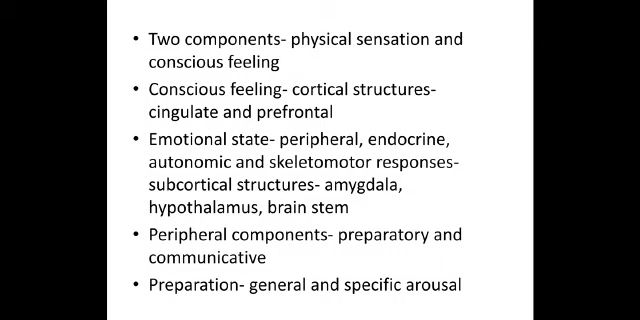 • Two components- physical sensation and
conscious feeling
• Conscious feeling- cortical structures-
cingulate and prefrontal
• Emotional state- peripheral, endocrine,
autonomic and skeletomotor responses-
subcortical structures- amygdala,
hypothalamus, brain stem
• Peripheral components- preparatory and
communicative
• Preparation- general and specific arousal